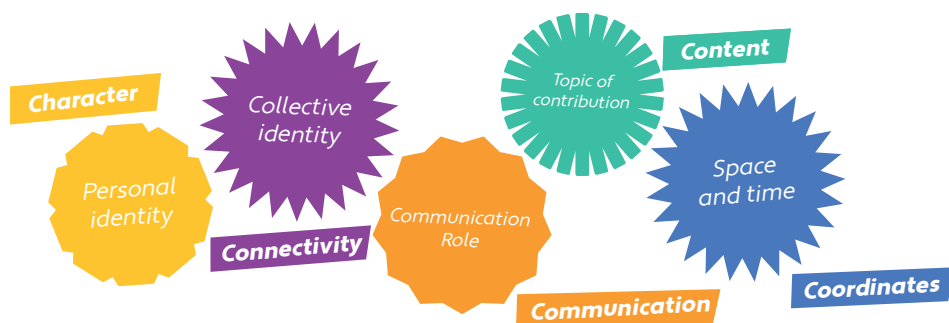 Character
Personal
identity
Collective
identity
Connectivity
Communication
Role
Communication
Topic of
contribution
Content
Space
and time
Coordinates